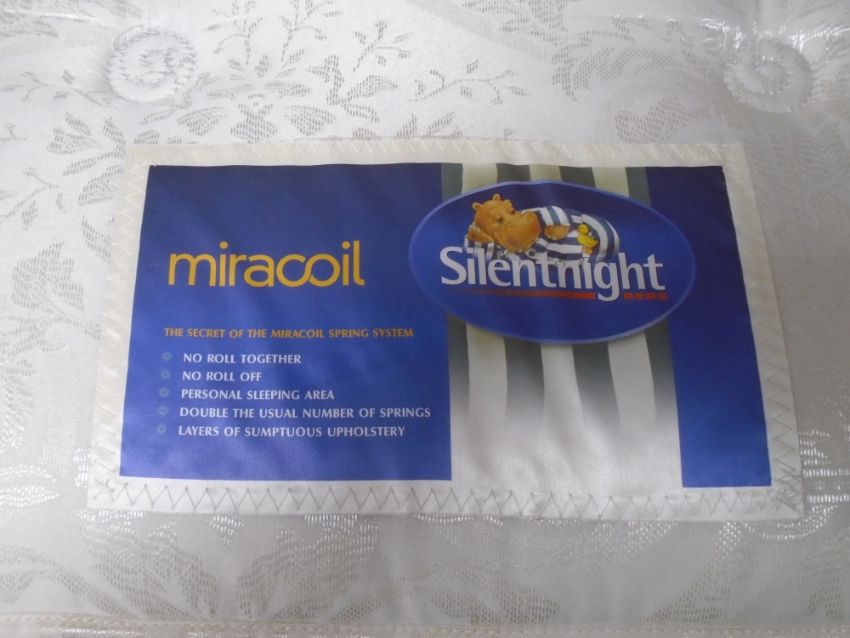 miracoil
Silentnight
BEDS
THE SECRET OF THE MIRACOIL SPRING SYSTEM
NO ROLL TOGETHER
NO ROLL OFF
PERSONAL SLEEPING AREA
DOUBLE THE USUAL NUMBER OF SPRINGS
LAYERS OF SUMPTUOUS UPHOLSTERY